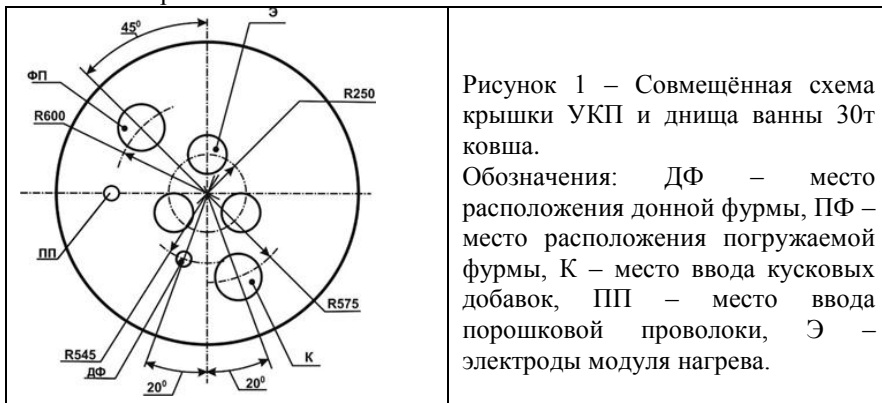 45⁰
Э
ФП
R250
R600
ПП
R575
R545
ДФ
К
20⁰
20⁰
Рисунок 1 – Совмещённая схема
крышки УКП и днища ванны 30т
ковша.
Обозначения: ДФ – место
расположения донной фурмы, ПФ –
место расположения погружаемой
фурмы, К – место ввода кусковых
добавок, ПП – место ввода
порошковой проволоки, Э –
электроды модуля нагрева.